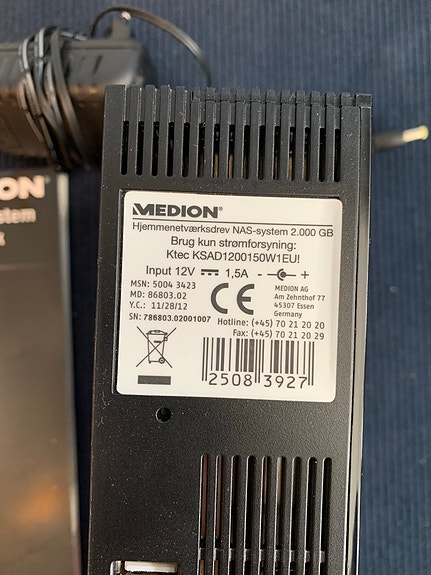 MEDION®
Hjemmenetværksdrev NAS-system 2.000 GB
Brug kun strømforsyning:
Ktec KSAD1200150W1EU!
Input 12V 1,5A - +
MSN: 5004 3423
MD: 86803.02
Y.C.: 11/28/12
SN: 786803.02001007
CE
MEDION AG
Am Zehnthof 77
45307 Essen
Germany
Hotline: (+45) 70 21 20 20
Fax: (+45) 70 21 20 29
2508 3927
DION®
stem